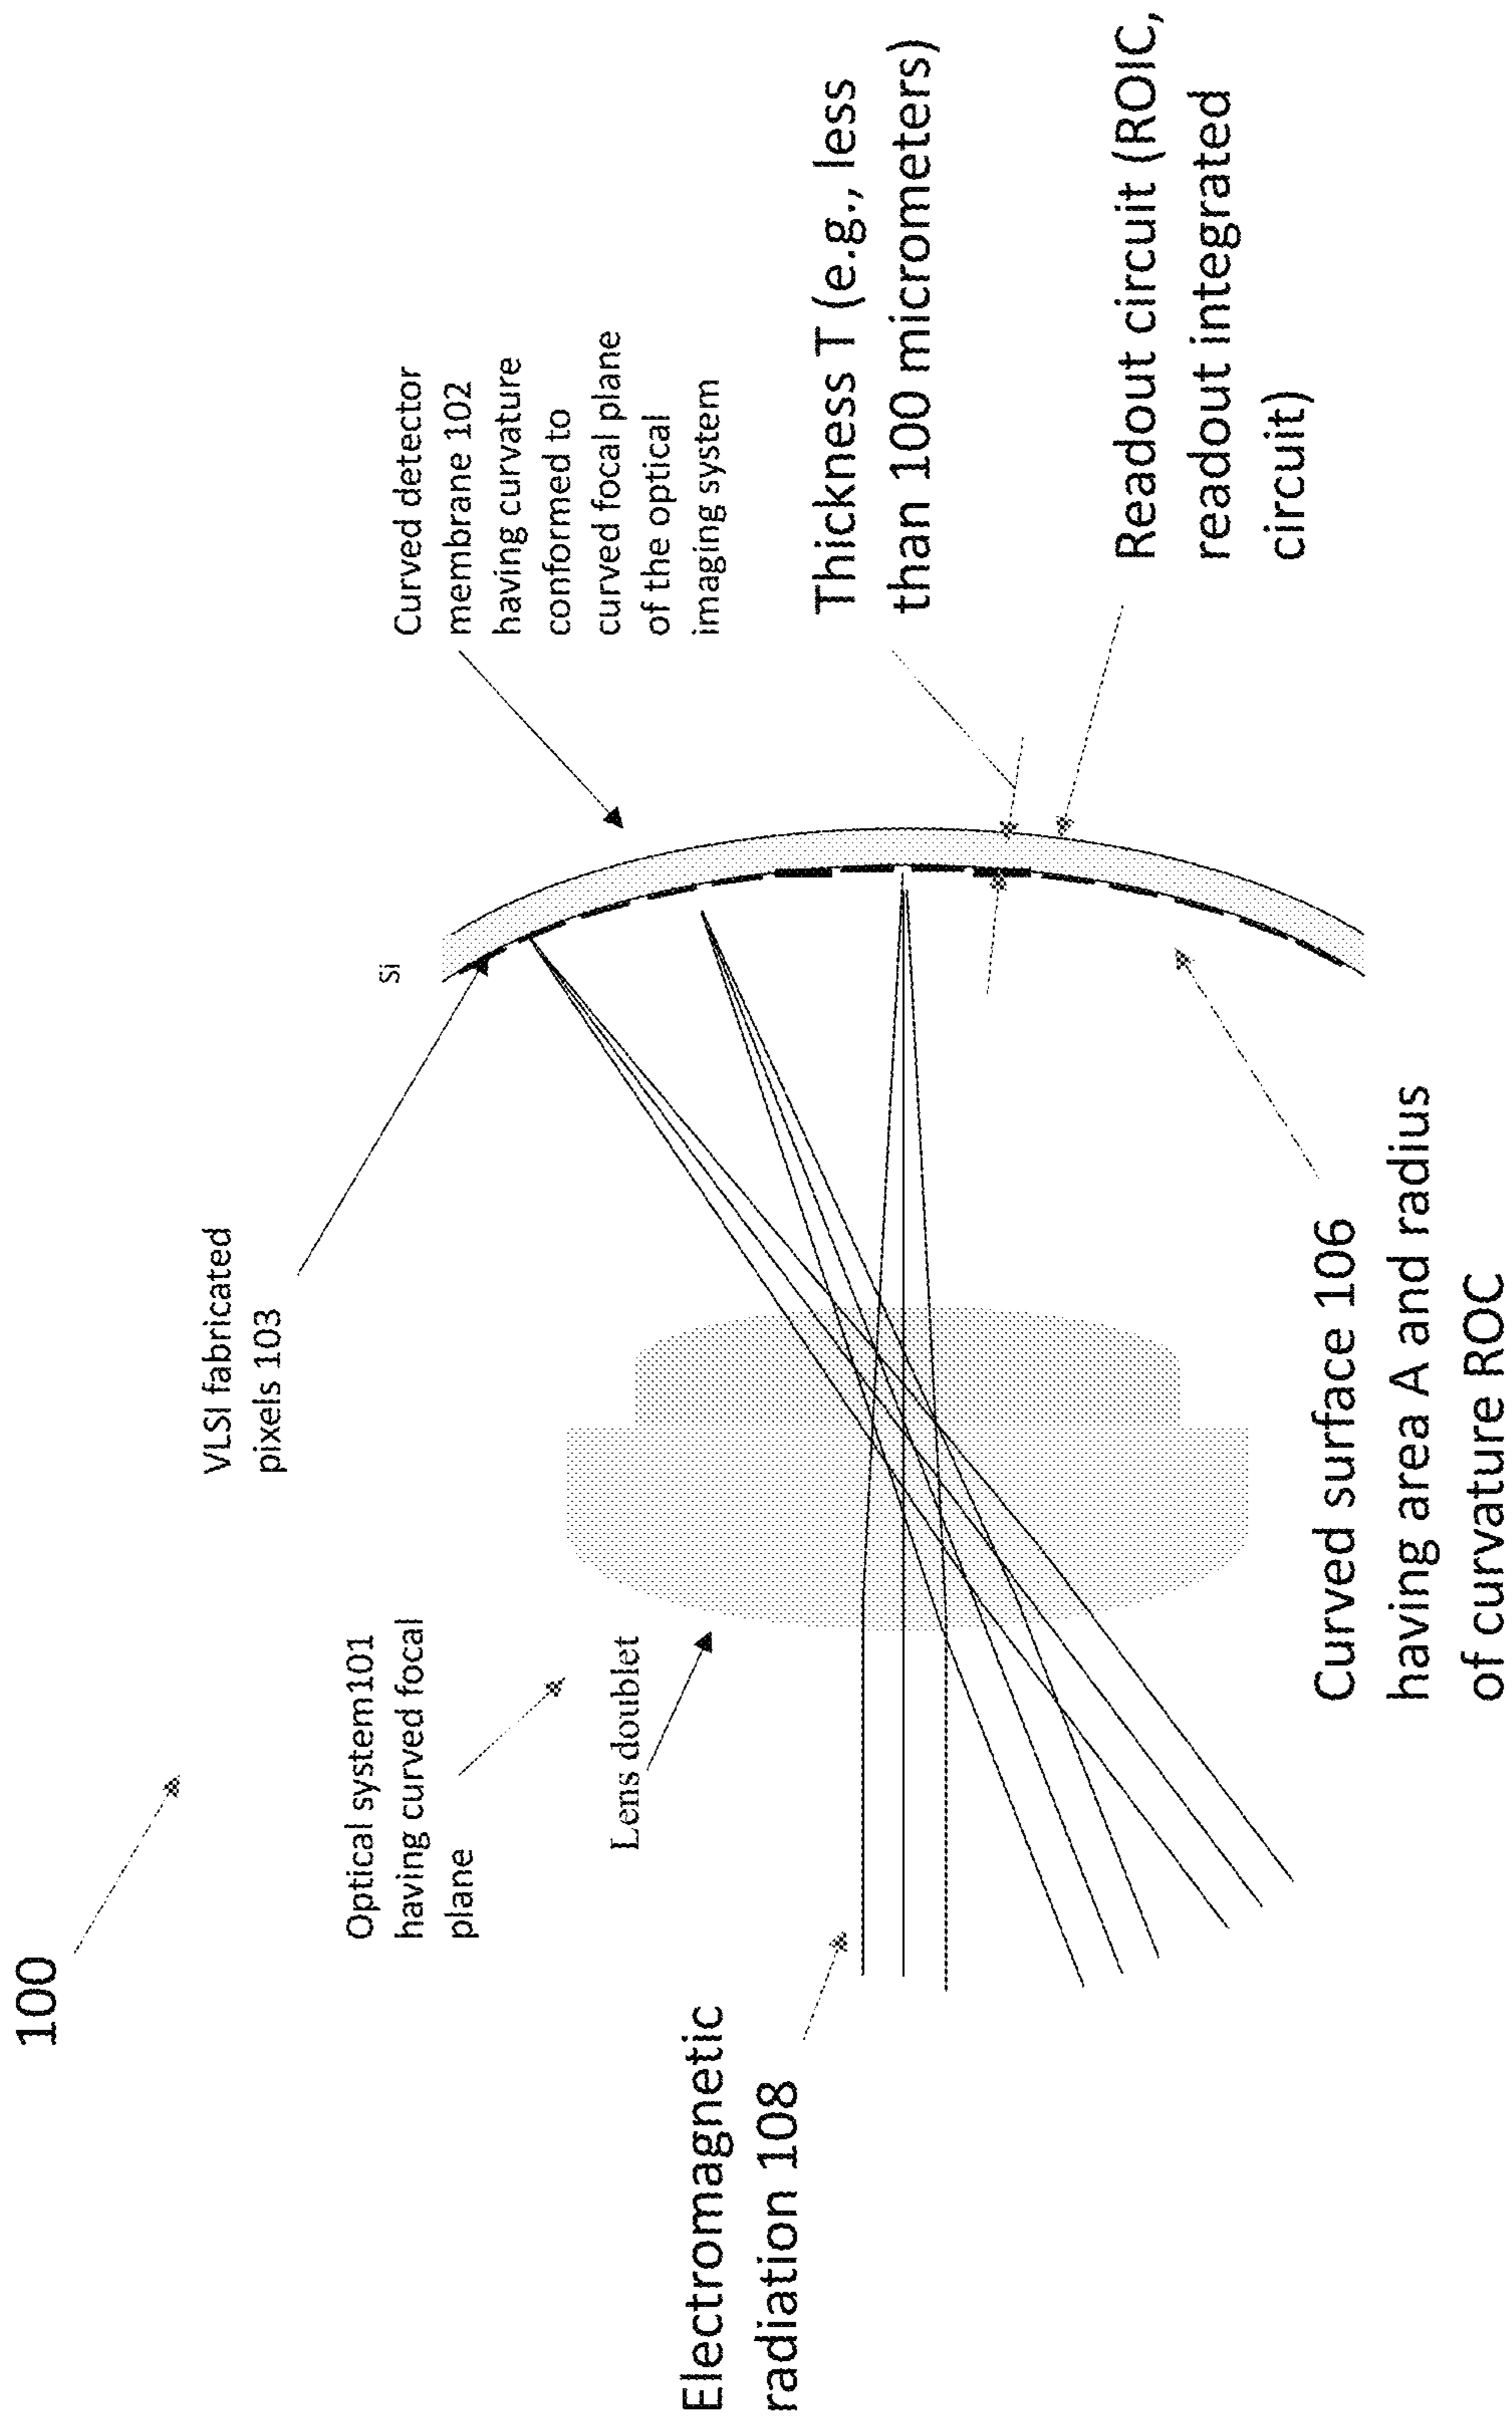 100
VLSI fabricated
pixels 103
Optical system101
having curved focal
plane
Si
Curved detector
membrane 102
having curvature
conformed to
curved focal plane
of the optical
imaging system
Lens doublet
Electromagnetic
radiation 108
Thickness T (e.g., less
than 100 micrometers)
Readout circuit (ROIC,
readout integrated
circuit)
Curved surface 106
having area A and radius
of curvature ROC